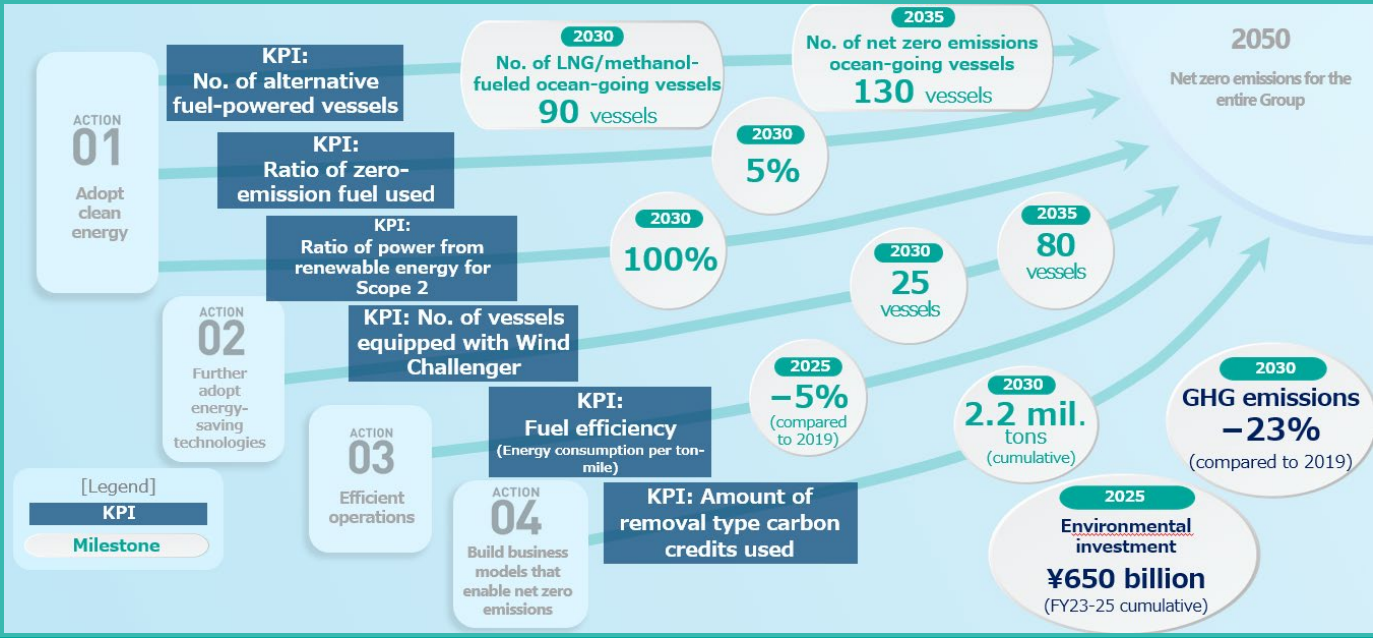 ACTION
01
Adopt
clean
energy
KPI:
No. of alternative
fuel-powered vessels
2030
No. of LNG/methanol-
fueled ocean-going vessels
90 vessels
2035
No. of net zero emissions
ocean-going vessels
130 vessels
2050
Net zero emissions for the
entire Group
KPI:
Ratio of zero-
emission fuel used
2030
5%
KPI:
Ratio of power from
renewable energy for
Scope 2
2030
100%
ACTION
02
Further
adopt
energy-
saving
technologies
KPI: No. of vessels
equipped with Wind
Challenger
2030
25
vessels
2035
80
vessels
ACTION
03
Efficient
operations
KPI:
Fuel efficiency
(Energy consumption per ton-
mile)
2025
−5%
(compared
to 2019)
ACTION
04
Build business
models that
enable net zero
emissions
KPI: Amount of
removal type carbon
credits used
2030
2.2 mil.
tons
(cumulative)
2030
GHG emissions
−23%
(compared to 2019)
2025
Environmental
investment
¥650 billion
(FY23-25 cumulative)
[Legend]
KPI
Milestone